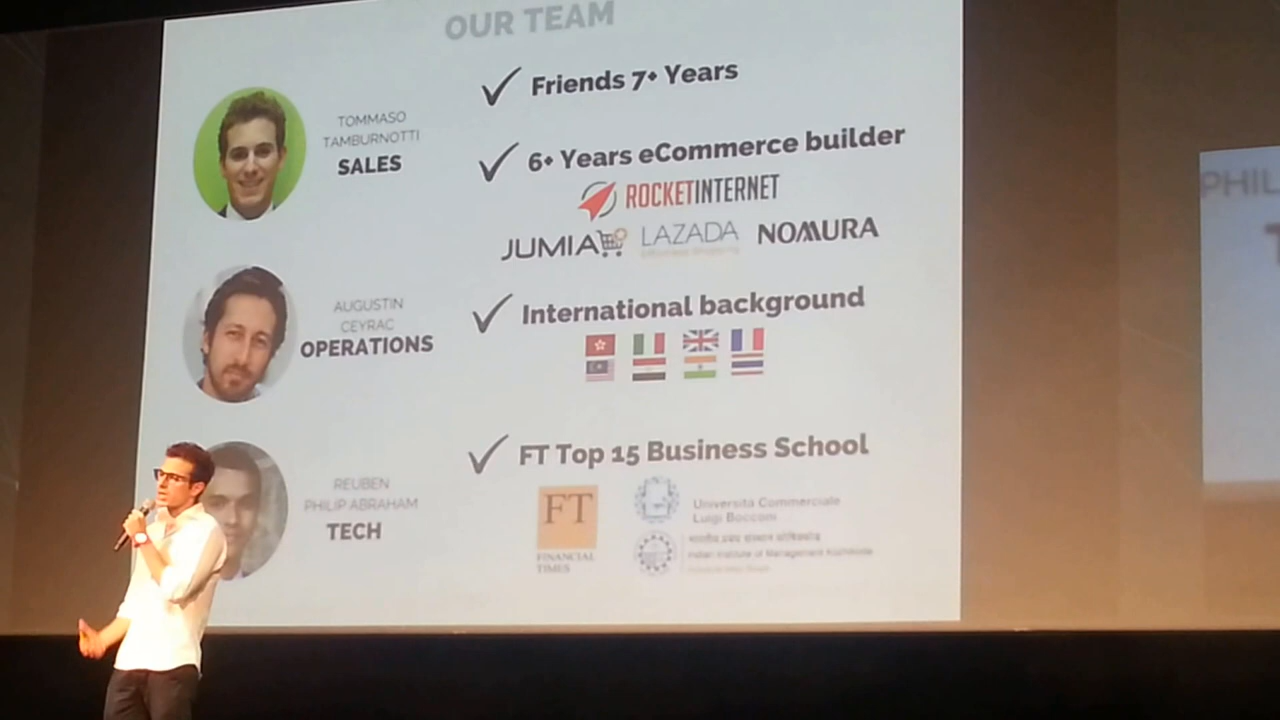 OUR TEAM
TOMMASO
TAMBURNOTTI
SALES
AUGUSTIN
CEYRAC
OPERATIONS
REUBEN
PHILIP ABRAHAM
TECH
Friends 7+ Years
6+ Years eCommerce builder
ROCKETINTERNET
JUMIA LAZADA NOMURA
International background
FT Top 15 Business School
FT
FINANCIAL
TIMES
Università Commerciale
Luigi Bocconi
Indian Institute of Management Kozhikode
PHIL